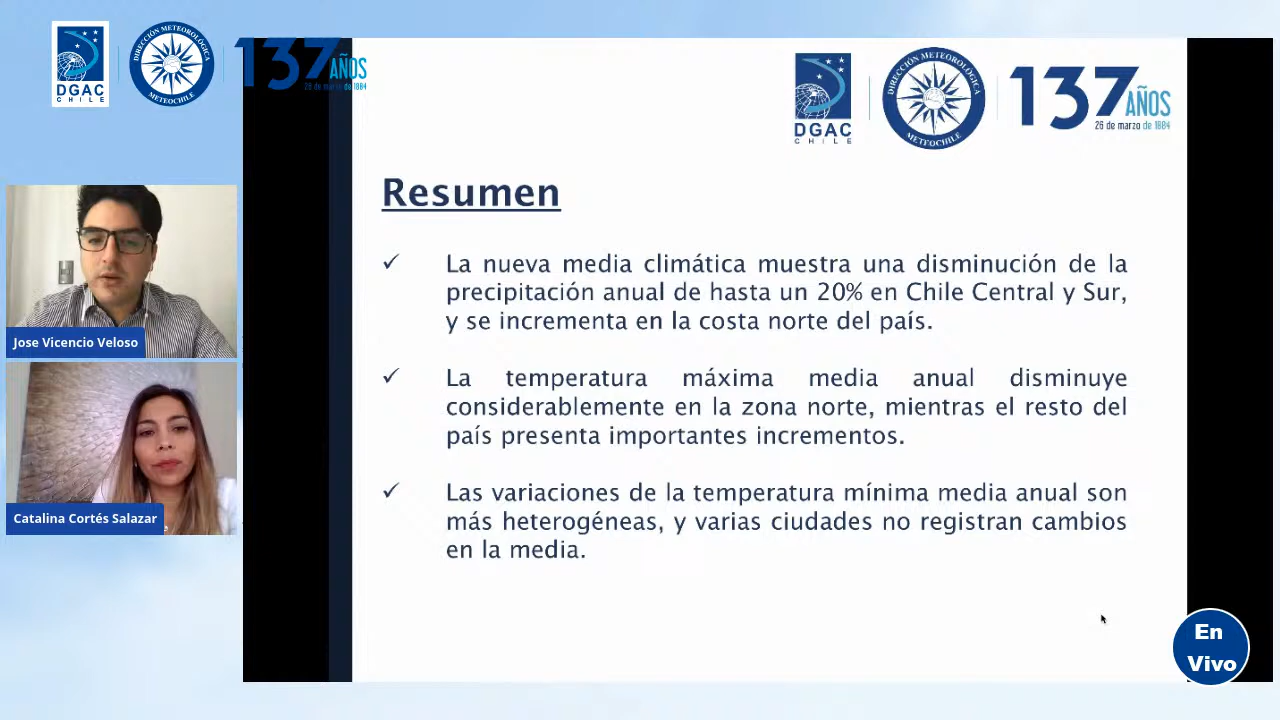 DGAC
CHILE
DIRECCIÓN METEOROLÓGICA
METEOCHILE
137 AÑOS
26 de marzo de 1884
DGAC
CHILE
DIRECCIÓN METEOROLÓGICA
METEOCHILE
137 AÑOS
26 de marzo de 1884
Resumen
✓ La nueva media climática muestra una disminución de la
precipitación anual de hasta un 20% en Chile Central y Sur,
y se incrementa en la costa norte del país.
✓ La temperatura máxima media anual disminuye
considerablemente en la zona norte, mientras el resto del
país presenta importantes incrementos.
✓ Las variaciones de la temperatura mínima media anual son
más heterogéneas, y varias ciudades no registran cambios
en la media.
Jose Vicencio Veloso
Catalina Cortés Salazar
En
Vivo